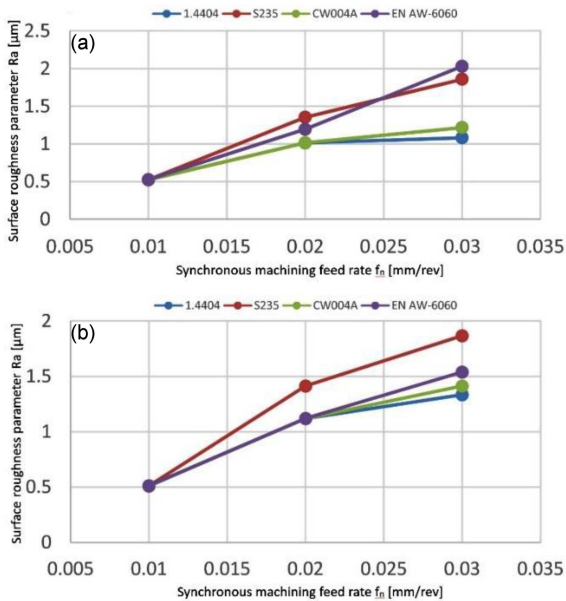 1.4404 S235 CW004A EN AW-6060
(a)
Surface roughness parameter Ra [µm]
2.5
2
1.5
1
0.5
0
0.005 0.01 0.015 0.02 0.025 0.03 0.035
Synchronous machining feed rate fn [mm/rev]
1.4404 S235 CW004A EN AW-6060
(b)
Surface roughness parameter Ra [µm]
2
1.5
1
0.5
0
0.005 0.01 0.015 0.02 0.025 0.03 0.035
Synchronous machining feed rate fn [mm/rev]